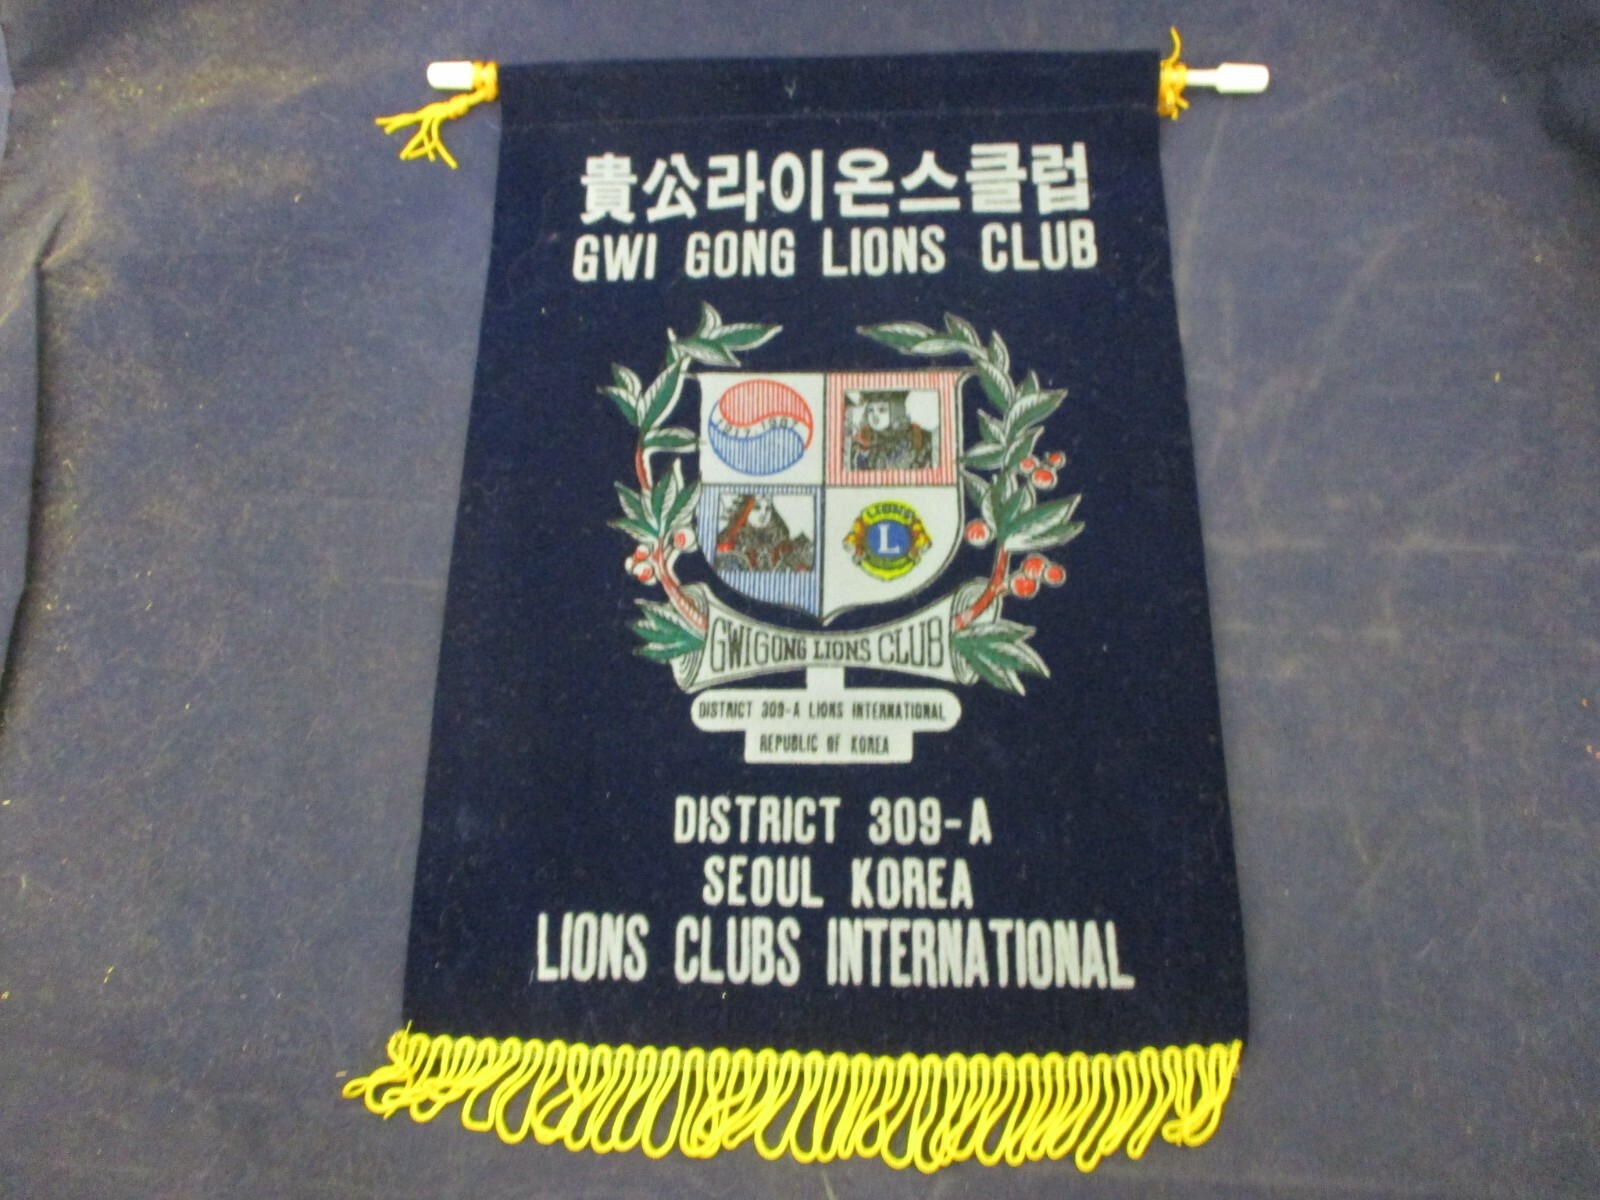 貴公라이온스클럽
GWI GONG LIONS CLUB
LIONS
L
GWIGONG LIONS CLUB
DISTRICT 309-A LIONS INTERNATIONAL
REPUBLIC OF KOREA
DISTRICT 309-A
SEOUL KOREA
LIONS CLUBS INTERNATIONAL